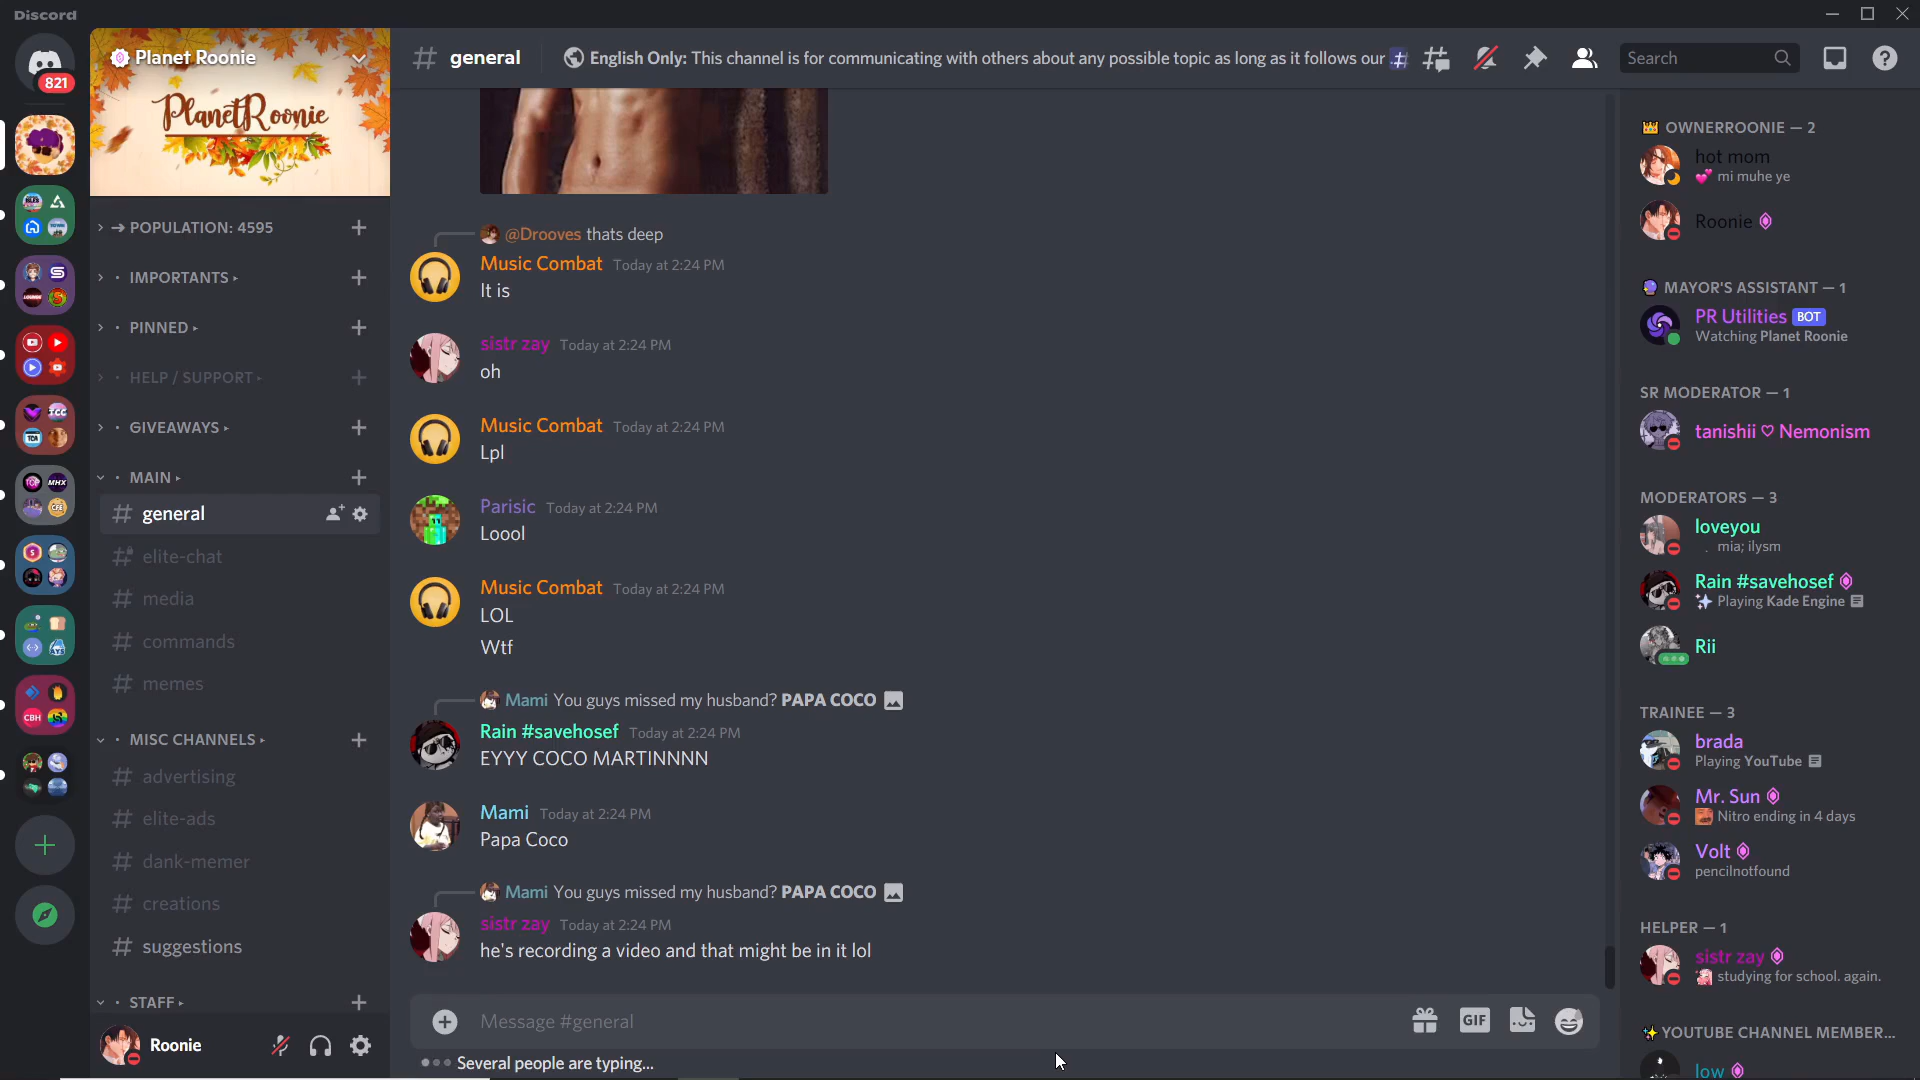 Discord
821
Planet Roonie
PlanetRoonie
→ POPULATION: 4595
· IMPORTANTS ▸
· PINNED ▸
· HELP / SUPPORT ▸
· GIVEAWAYS ▸
· MAIN ▸
# general
elite-chat
# media
# commands
# memes
· MISC CHANNELS ▸
# advertising
# elite-ads
# dank-memer
# creations
# suggestions
· STAFF ▸
Roonie
# general
English Only: This channel is for communicating with others about any possible topic as long as it follows our #
Search
@Drooves thats deep
Music Combat Today at 2:24 PM
It is
sistr zay Today at 2:24 PM
oh
Music Combat Today at 2:24 PM
Lpl
Parisic Today at 2:24 PM
Loool
Music Combat Today at 2:24 PM
LOL
Wtf
Mami You guys missed my husband? PAPA COCO
Rain #savehosef Today at 2:24 PM
EYYY COCO MARTINNNN
Mami Today at 2:24 PM
Papa Coco
Mami You guys missed my husband? PAPA COCO
sistr zay Today at 2:24 PM
he's recording a video and that might be in it lol
Message #general
GIF
Several people are typing...
OWNERROONIE — 2
hot mom
mi muhe ye
Roonie
MAYOR'S ASSISTANT — 1
PR Utilities BOT
Watching Planet Roonie
SR MODERATOR — 1
tanishii ♡ Nemonism
MODERATORS — 3
loveyou
. mia; ilysm
Rain #savehosef
Playing Kade Engine
Rii
TRAINEE — 3
brada
Playing YouTube
Mr. Sun
Nitro ending in 4 days
Volt
pencilnotfound
HELPER — 1
sistr zay
studying for school. again.
YOUTUBE CHANNEL MEMBER...
low
TCC
TCA
TCP
MHX
CFE
CBH